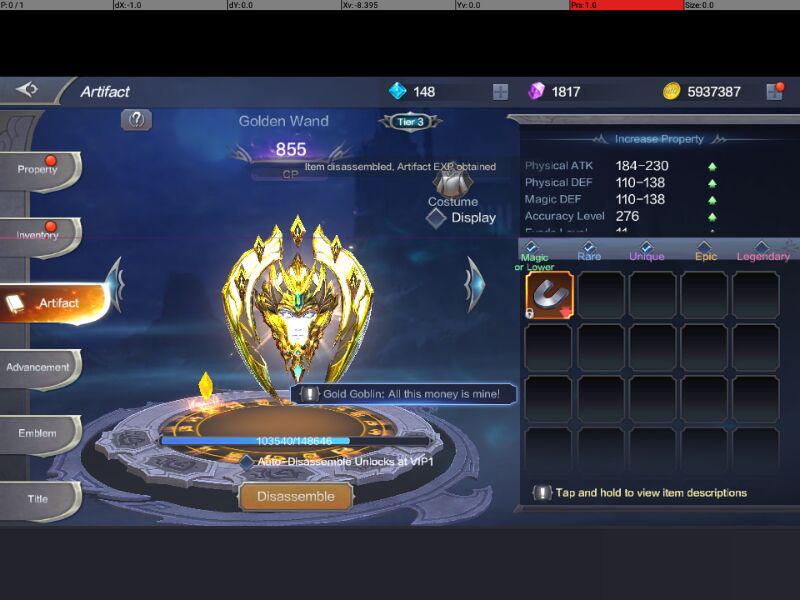 P: 0 / 1 dX: -1.0 dY: 0.0 Xv: -8.395 Yv: 0.0 Prs: 1.0 Size: 0.0
Artifact 148 1817 5937387
Golden Wand Tier 3
855
CP
Item disassembled, Artifact EXP obtained
Costume
Display
Property
Inventory
Artifact
Advancement
Emblem
Title
Gold Goblin: All this money is mine!
103540/148646
Auto-Disassemble Unlocks at VIP1
Disassemble
Increase Property
Physical ATK 184-230
Physical DEF 110-138
Magic DEF 110-138
Accuracy Level 276
Magic or Lower Rare Unique Epic Legendary
Tap and hold to view item descriptions